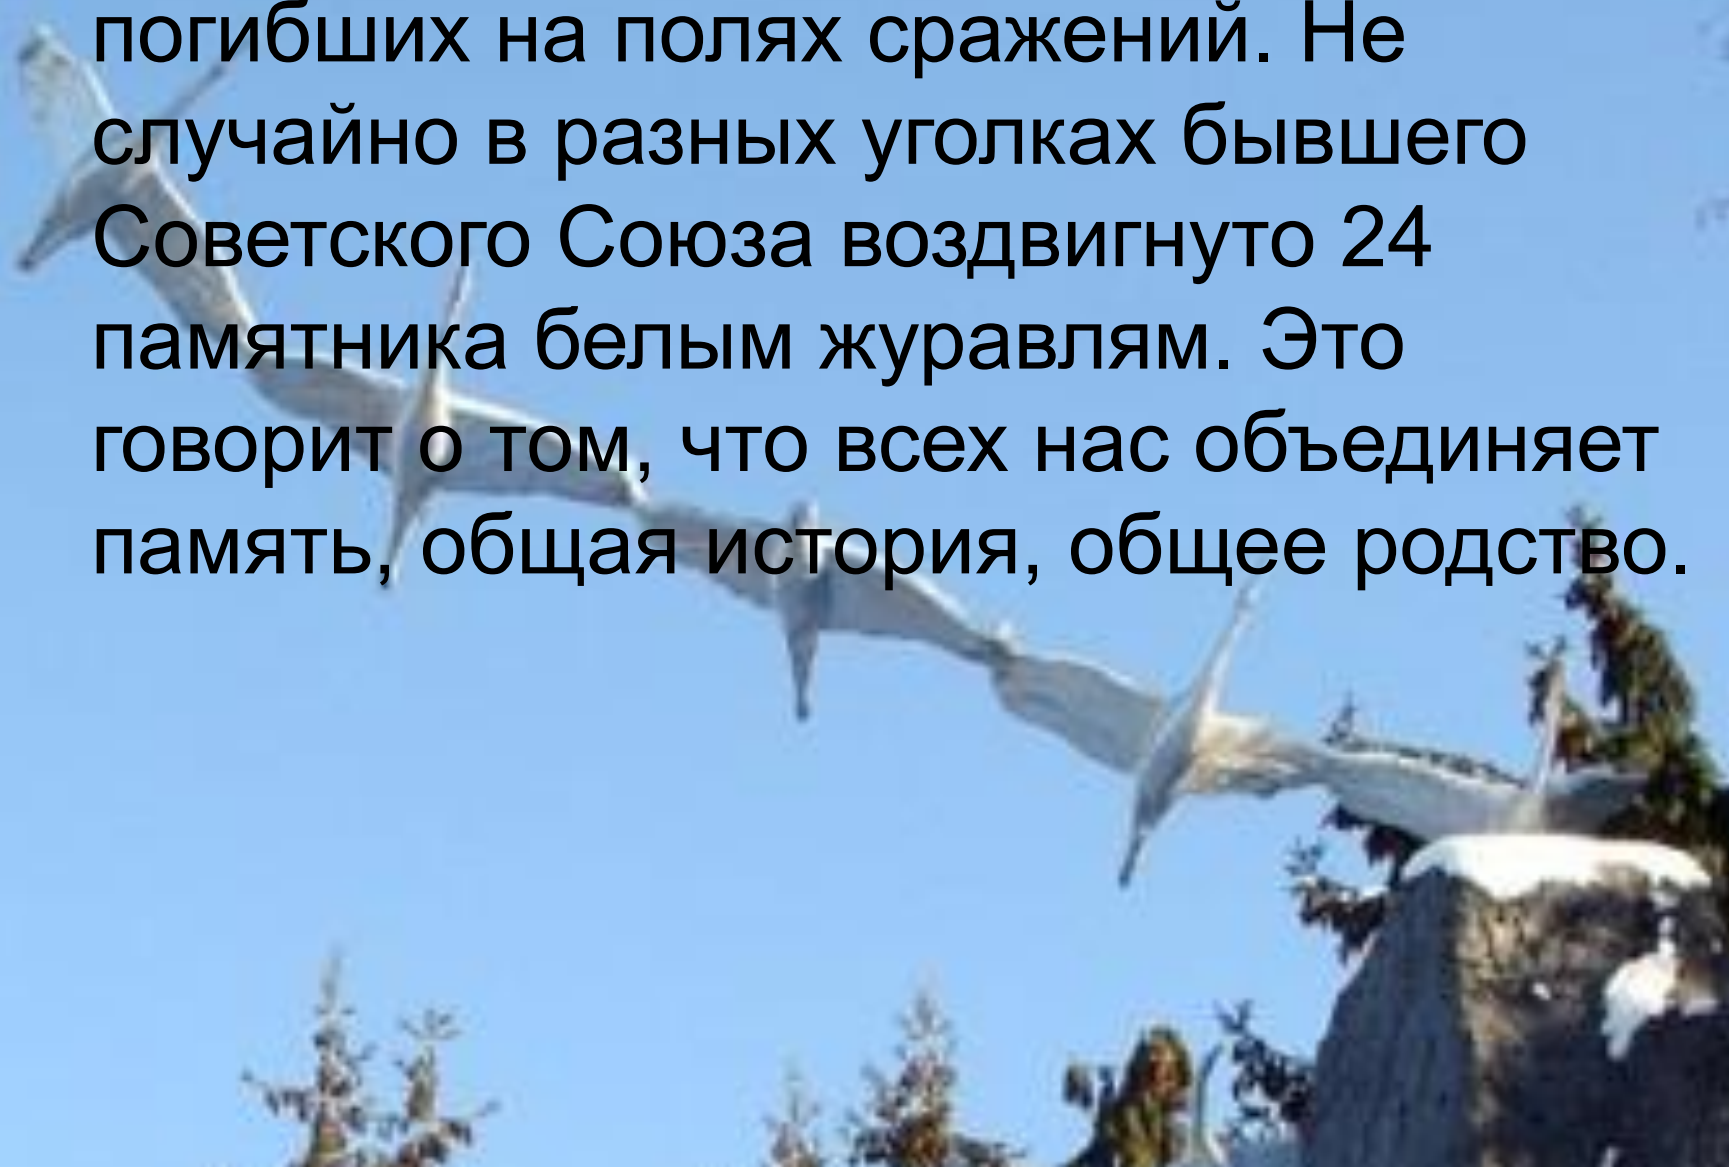 погибших на полях сражений. Не
случайно в разных уголках бывшего
Советского Союза воздвигнуто 24
памятника белым журавлям. Это
говорит о том, что всех нас объединяет
память, общая история, общее родство.